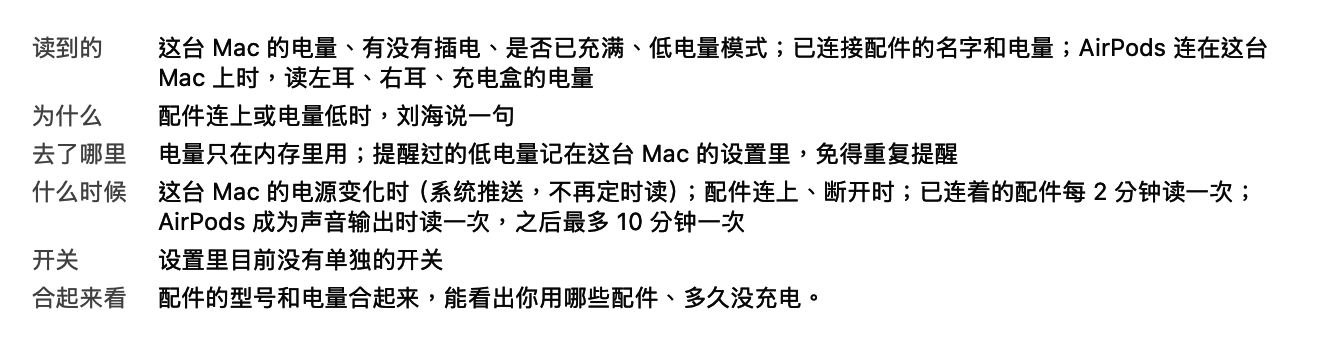 读到的 这台 Mac 的电量、有没有插电、是否已充满、低电量模式；已连接配件的名字和电量；AirPods 连在这台
Mac 上时，读左耳、右耳、充电盒的电量
为什么 配件连上或电量低时，刘海说一句
去了哪里 电量只在内存里用；提醒过的低电量记在这台 Mac 的设置里，免得重复提醒
什么时候 这台 Mac 的电源变化时（系统推送，不再定时读）；配件连上、断开时；已连着的配件每 2 分钟读一次；
AirPods 成为声音输出时读一次，之后最多 10 分钟一次
开关 设置里目前没有单独的开关
合起来看 配件的型号和电量合起来，能看出你用哪些配件、多久没充电。